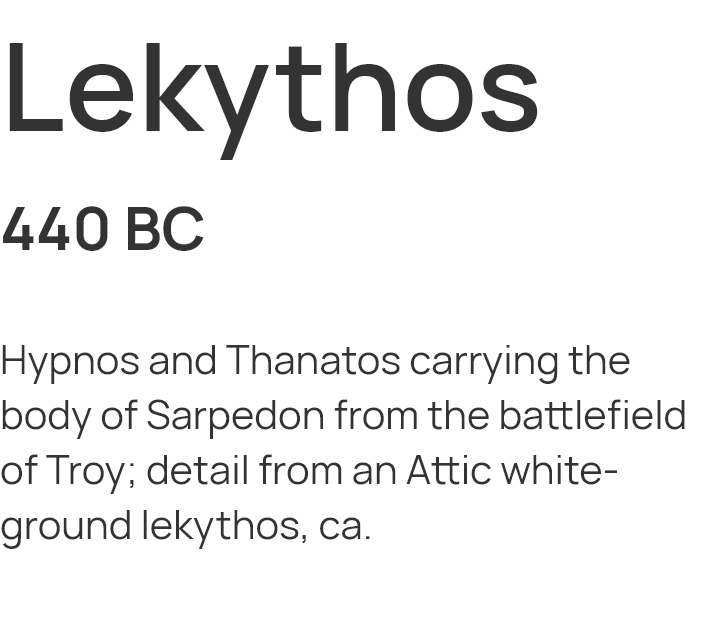 Lekythos
440 BC
Hypnos and Thanatos carrying the
body of Sarpedon from the battlefield
of Troy; detail from an Attic white-
ground lekythos, ca.